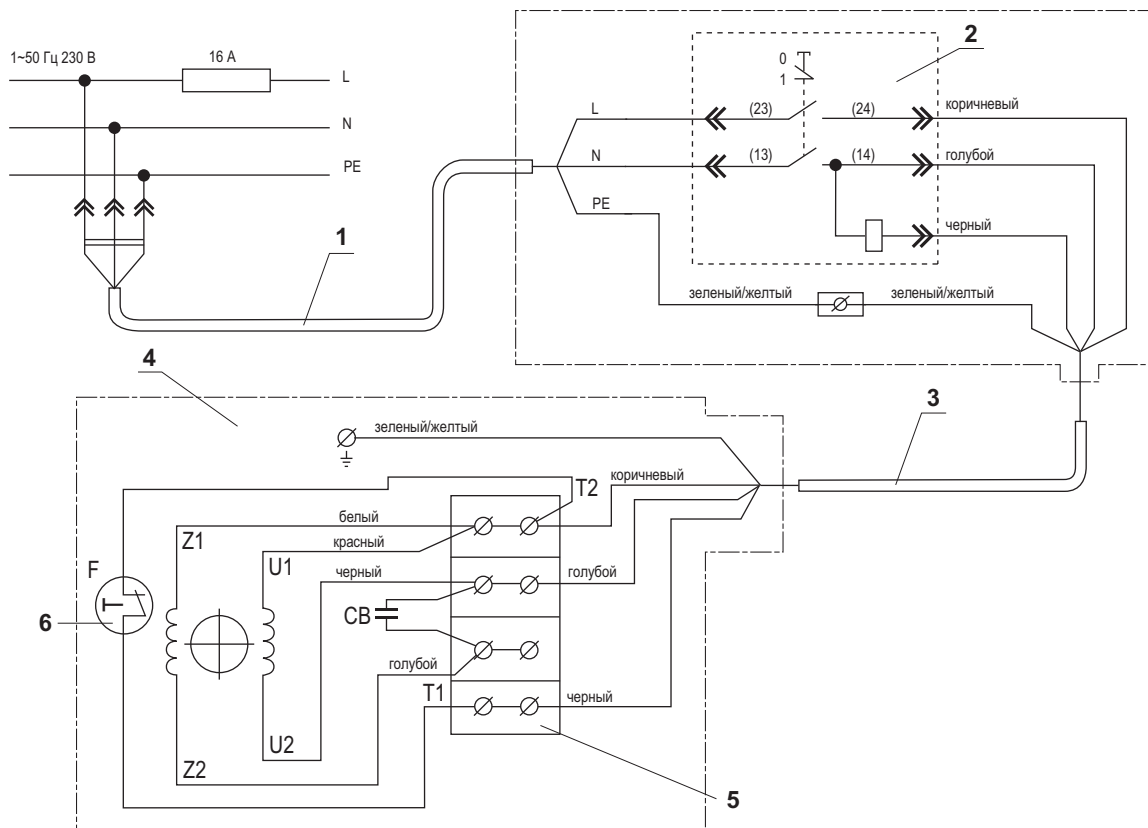 1~50 Гц 230 В
16 А
L
N
PE
1
2
0
1
L
(23)
(24)
коричневый
N
(13)
(14)
голубой
PE
черный
зеленый/желтый
зеленый/желтый
3
4
зеленый/желтый
коричневый
T2
белый
Z1
красный
U1
черный
голубой
F
CB
6
голубой
T1
черный
U2
Z2
5